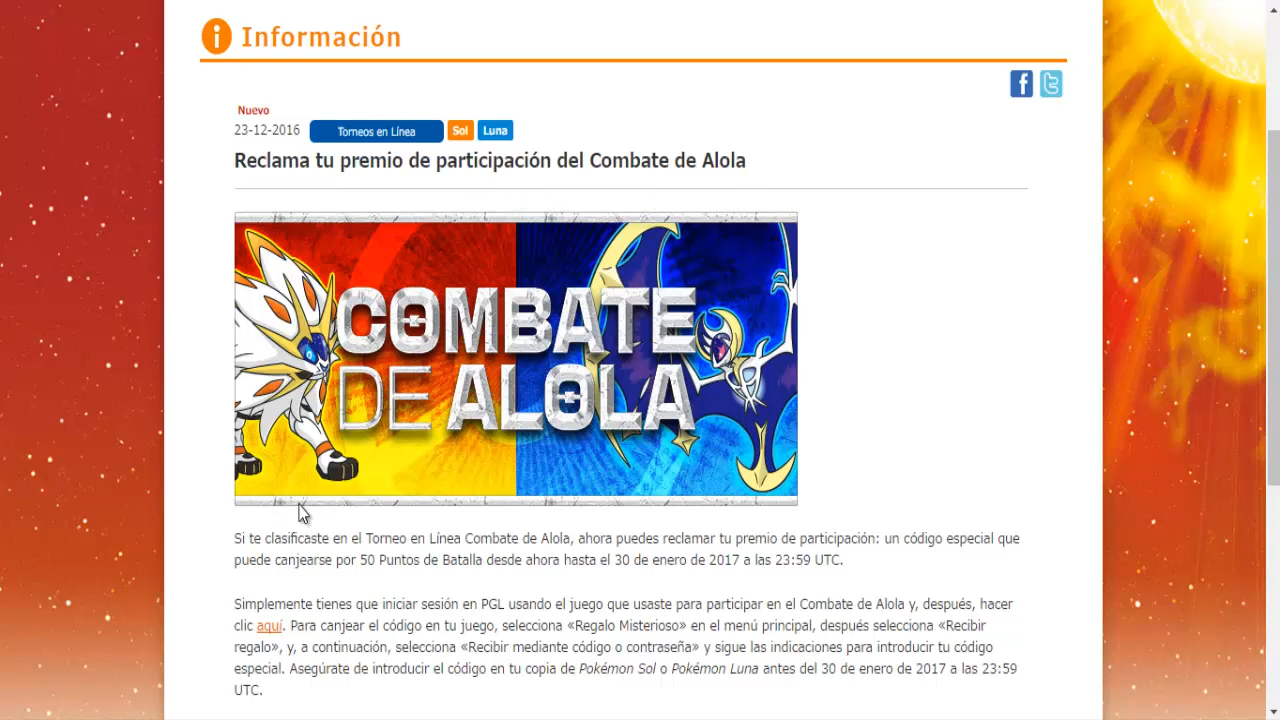 Información
Nuevo
23-12-2016 Torneos en Línea Sol Luna
Reclama tu premio de participación del Combate de Alola
COMBATE
DE ALOLA
Si te clasificaste en el Torneo en Línea Combate de Alola, ahora puedes reclamar tu premio de participación: un código especial que
puede canjearse por 50 Puntos de Batalla desde ahora hasta el 30 de enero de 2017 a las 23:59 UTC.
Simplemente tienes que iniciar sesión en PGL usando el juego que usaste para participar en el Combate de Alola y, después, hacer
clic aquí. Para canjear el código en tu juego, selecciona «Regalo Misterioso» en el menú principal, después selecciona «Recibir
regalo», y, a continuación, selecciona «Recibir mediante código o contraseña» y sigue las indicaciones para introducir tu código
especial. Asegúrate de introducir el código en tu copia de Pokémon Sol o Pokémon Luna antes del 30 de enero de 2017 a las 23:59
UTC.